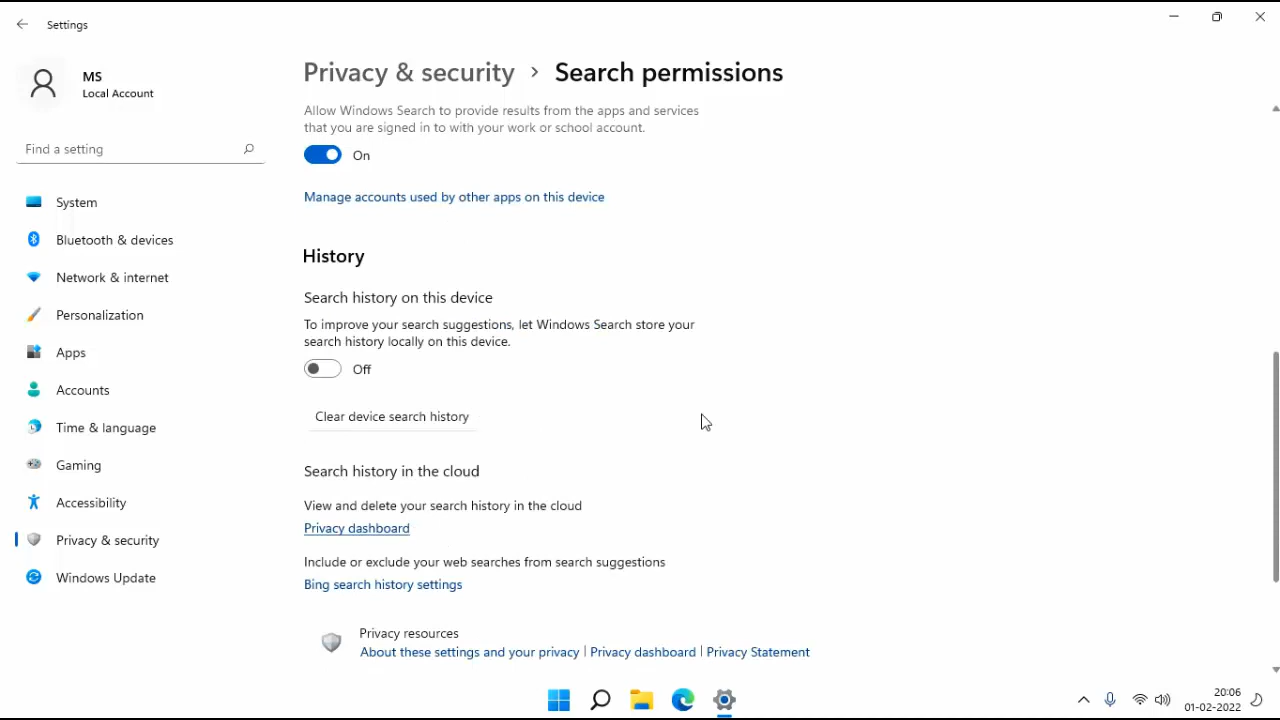 Settings
MS
Local Account
Find a setting
System
Bluetooth & devices
Network & internet
Personalization
Apps
Accounts
Time & language
Gaming
Accessibility
Privacy & security
Windows Update
Privacy & security > Search permissions
Allow Windows Search to provide results from the apps and services
that you are signed in to with your work or school account.
On
Manage accounts used by other apps on this device
History
Search history on this device
To improve your search suggestions, let Windows Search store your
search history locally on this device.
Off
Clear device search history
Search history in the cloud
View and delete your search history in the cloud
Privacy dashboard
Include or exclude your web searches from search suggestions
Bing search history settings
Privacy resources
About these settings and your privacy | Privacy dashboard | Privacy Statement
20:06
01-02-2022